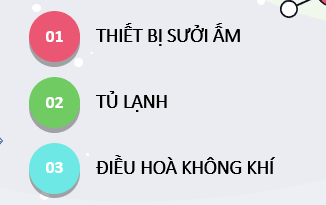 01 THIẾT BỊ SƯỞI ẤM
02 TỦ LẠNH
03 ĐIỀU HOÀ KHÔNG KHÍ